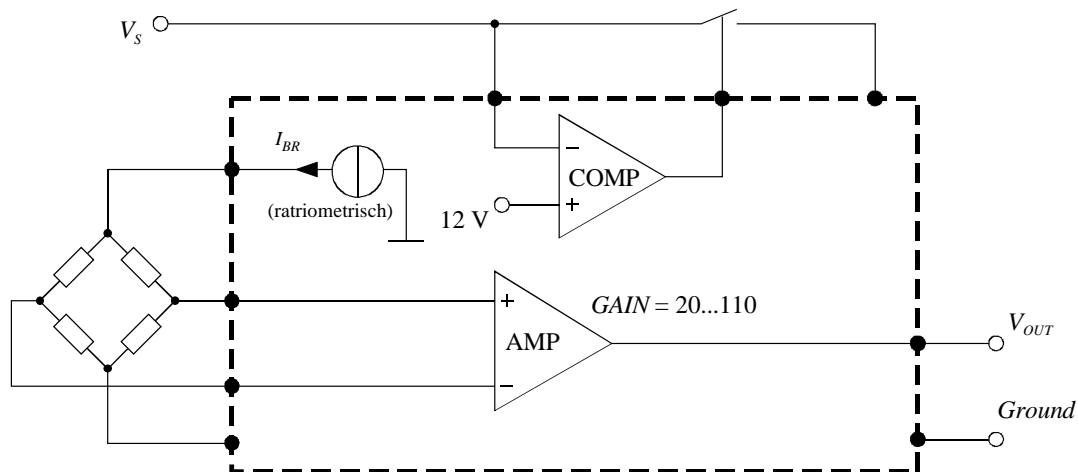 V_S
I_BR
(ratriometrisch)
−
COMP
12 V
+
+
GAIN = 20...110
AMP
V_OUT
−
Ground